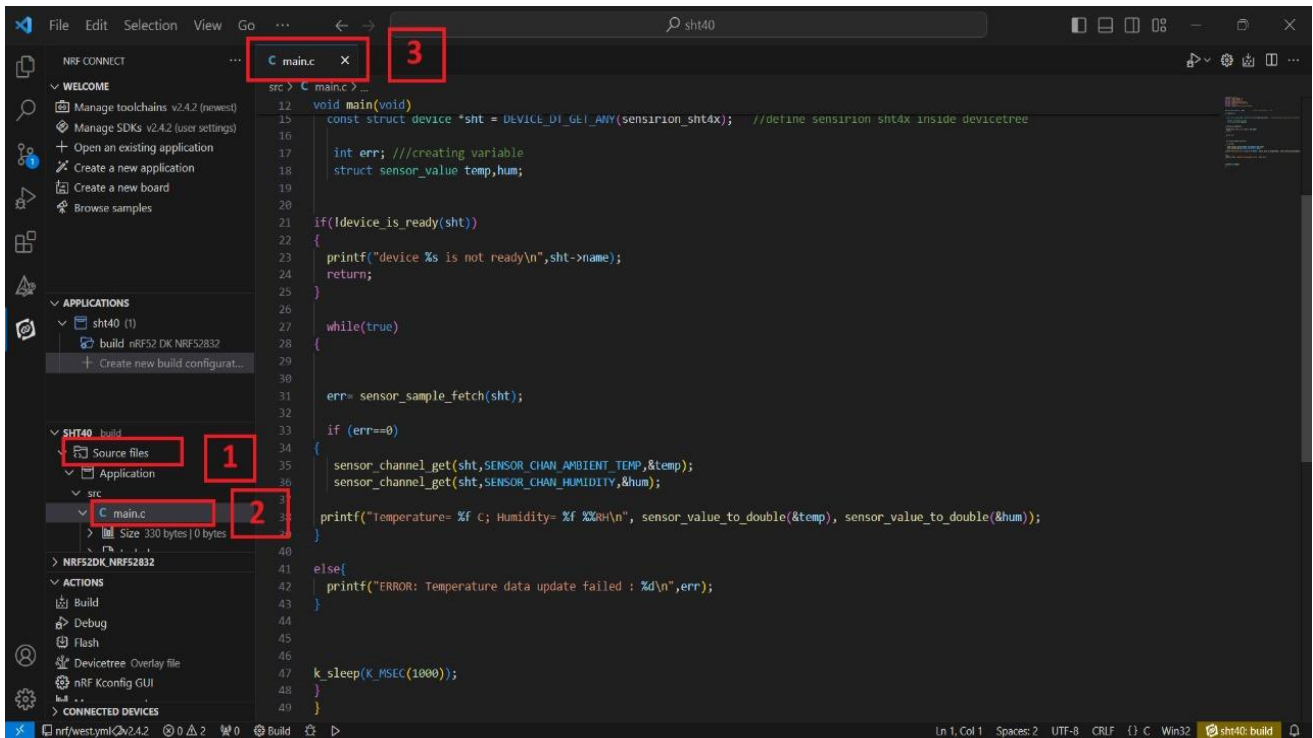 File Edit Selection View Go ... sht40
NRF CONNECT ...
WELCOME
Manage toolchains v2.4.2 (newest)
Manage SDKs v2.4.2 (user settings)
Open an existing application
Create a new application
Create a new board
Browse samples
APPLICATIONS
sht40 (1)
build nRF52 DK NRF52832
Create new build configurat...
SHT40 build
Source files
1
Application
src
C main.c
2
Size 330 bytes | 0 bytes
NRF52DK_NRF52832
ACTIONS
Build
Debug
Flash
Devicetree Overlay file
nRF Kconfig GUI
CONNECTED DEVICES
C main.c X
3
src > C main.c > ...
12 void main(void)
15 const struct device *sht = DEVICE_DT_GET_ANY(sensirion_sht4x); //define sensirion sht4x inside devicetree
16
17 int err; ///creating variable
18 struct sensor_value temp,hum;
19
20
21 if(!device_is_ready(sht))
22 {
23 printf("device %s is not ready\n",sht->name);
24 return;
25 }
26
27 while(true)
28 {
29
30
31 err= sensor_sample_fetch(sht);
32
33 if (err==0)
34 {
35 sensor_channel_get(sht,SENSOR_CHAN_AMBIENT_TEMP,&temp);
36 sensor_channel_get(sht,SENSOR_CHAN_HUMIDITY,&hum);
37
38 printf("Temperature= %f C; Humidity= %f %%RH\n", sensor_value_to_double(&temp), sensor_value_to_double(&hum));
39 }
40
41 else{
42 printf("ERROR: Temperature data update failed : %d\n",err);
43 }
44
45
46
47 k_sleep(K_MSEC(1000));
48 }
49 }
nrf/west.yml v2.4.2 0 2 0 Build Ln 1, Col 1 Spaces: 2 UTF-8 CRLF {} C Win32 sht40: build